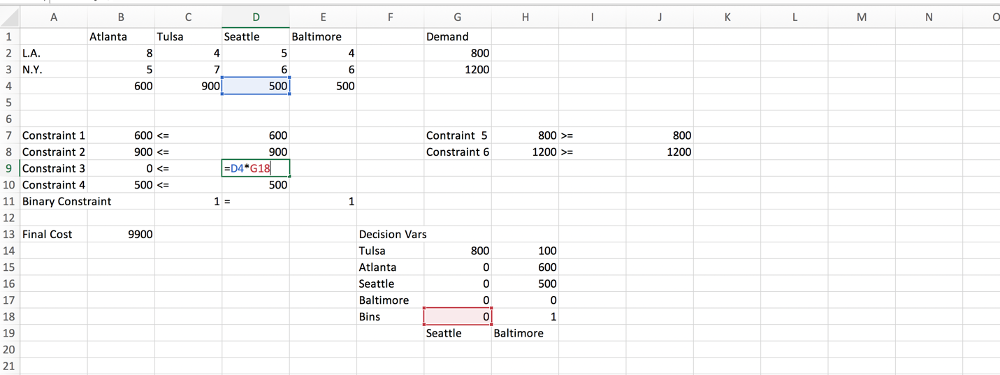 A B C D E F G H I J K L M N O
1 Atlanta Tulsa Seattle Baltimore Demand
2 L.A. 8 4 5 4 800
3 N.Y. 5 7 6 6 1200
4 600 900 500 500
5
6
7 Constraint 1 600 <= 600 Contraint 5 800 >= 800
8 Constraint 2 900 <= 900 Constraint 6 1200 >= 1200
9 Constraint 3 0 <= =D4*G18
10 Constraint 4 500 <= 500
11 Binary Constraint 1 = 1
12
13 Final Cost 9900 Decision Vars
14 Tulsa 800 100
15 Atlanta 0 600
16 Seattle 0 500
17 Baltimore 0 0
18 Bins 0 1
19 Seattle Baltimore
20
21